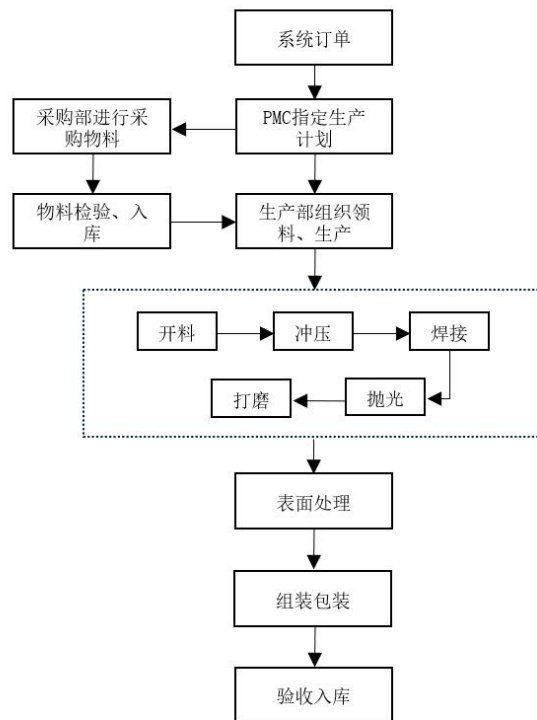 系统订单
采购部进行采
购物料
PMC指定生产
计划
物料检验、入
库
生产部组织领
料、生产
开料
冲压
焊接
打磨
抛光
表面处理
组装包装
验收入库